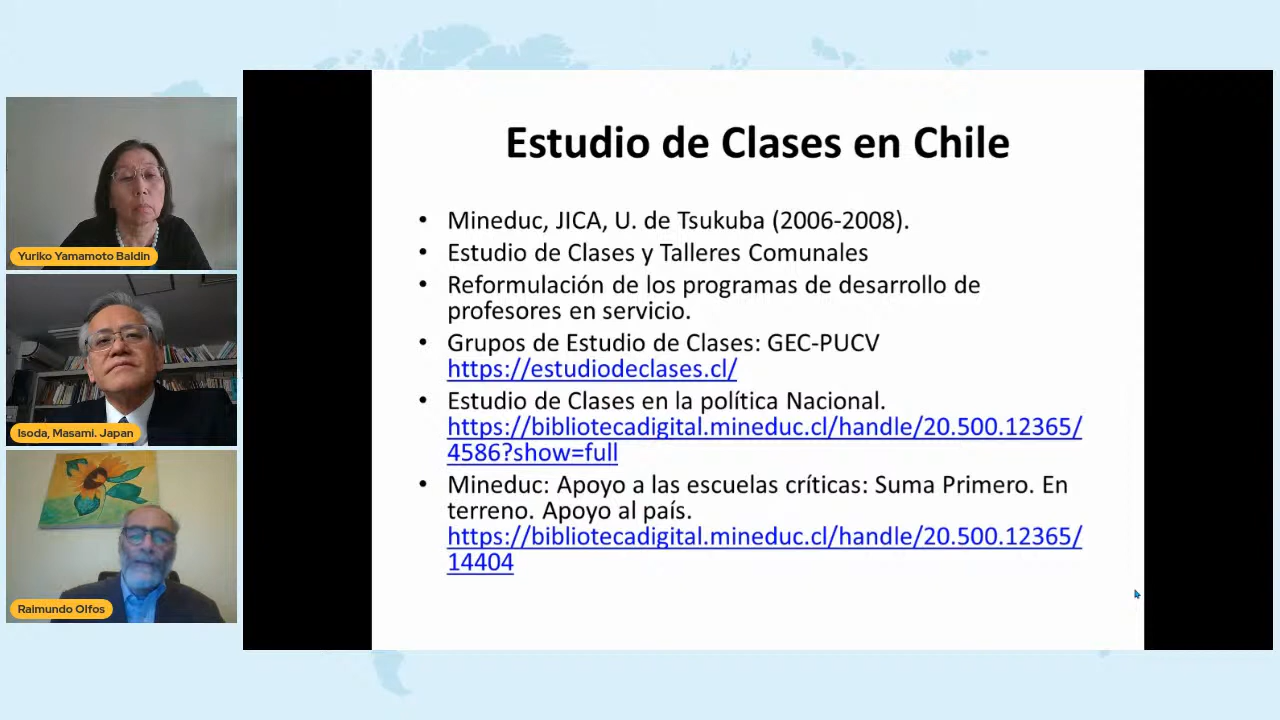 Estudio de Clases en Chile
• Mineduc, JICA, U. de Tsukuba (2006-2008).
• Estudio de Clases y Talleres Comunales
• Reformulación de los programas de desarrollo de
profesores en servicio.
• Grupos de Estudio de Clases: GEC-PUCV
https://estudiodeclases.cl/
• Estudio de Clases en la política Nacional.
https://bibliotecadigital.mineduc.cl/handle/20.500.12365/
4586?show=full
• Mineduc: Apoyo a las escuelas críticas: Suma Primero. En
terreno. Apoyo al país.
https://bibliotecadigital.mineduc.cl/handle/20.500.12365/
14404
Yuriko Yamamoto Baldin
Isoda, Masami. Japan
Raimundo Olfos